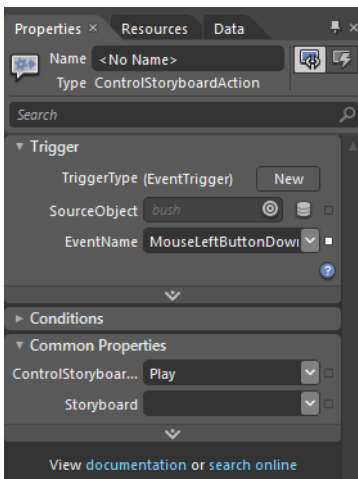 Properties × Resources Data
Name <No Name>
Type ControlStoryboardAction
Search
Trigger
TriggerType (EventTrigger) New
SourceObject bush
EventName MouseLeftButtonDown
?
Conditions
Common Properties
ControlStoryboar... Play
Storyboard
View documentation or search online